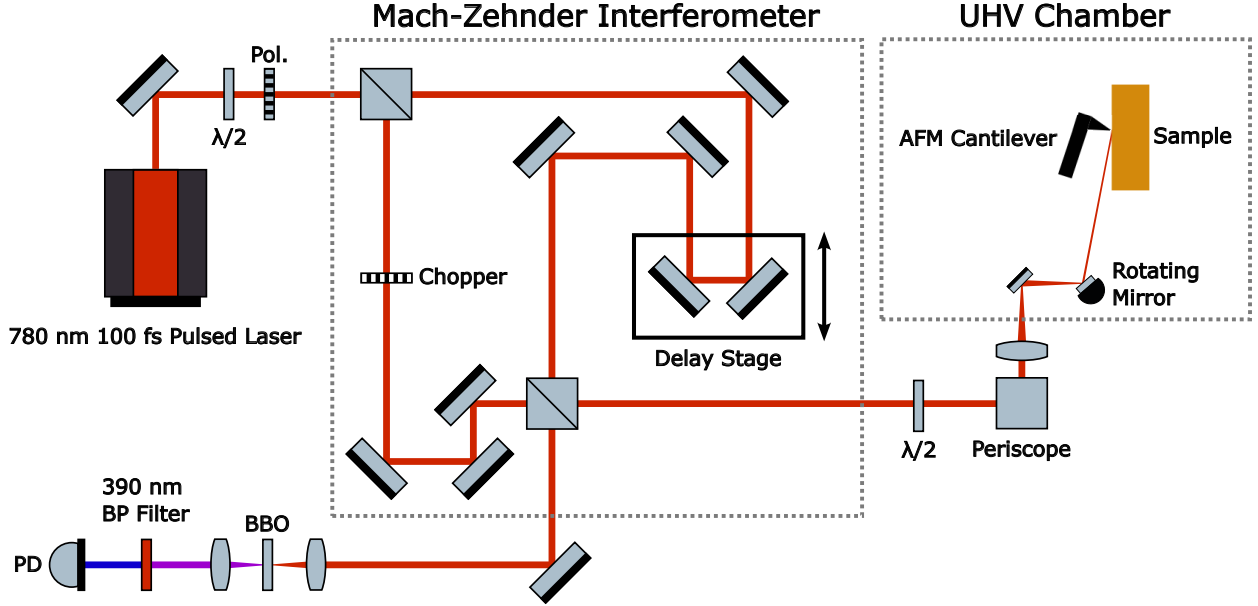 Mach-Zehnder Interferometer
UHV Chamber
Pol.
λ/2
AFM Cantilever
Sample
Chopper
Rotating
Mirror
780 nm 100 fs Pulsed Laser
Delay Stage
λ/2
Periscope
390 nm
BP Filter
BBO
PD